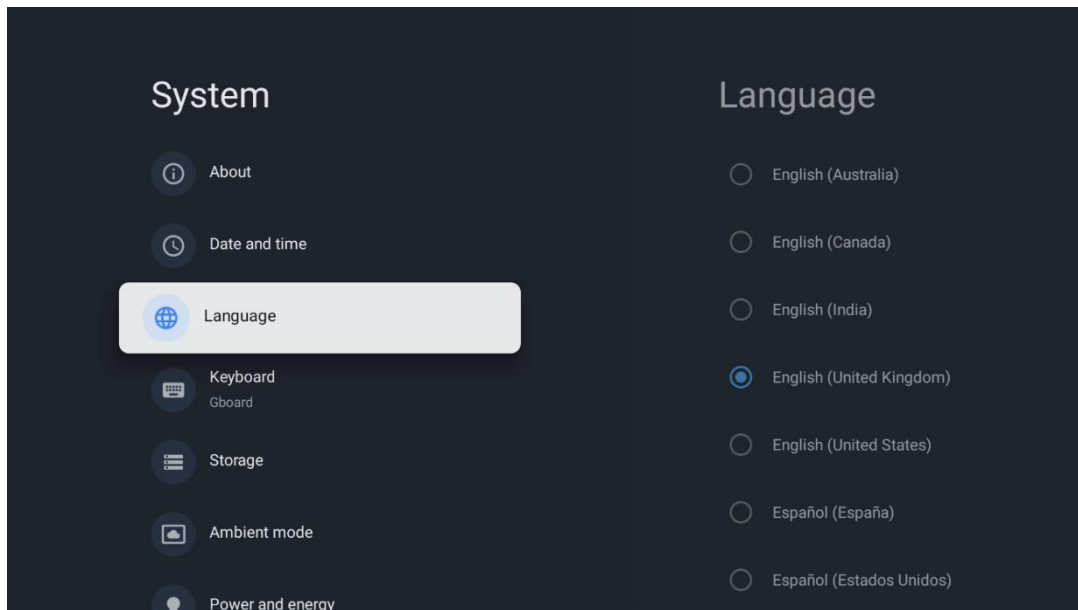 System
About
Date and time
Language
Keyboard
Gboard
Storage
Ambient mode
Power and energy
Language
English (Australia)
English (Canada)
English (India)
English (United Kingdom)
English (United States)
Español (España)
Español (Estados Unidos)